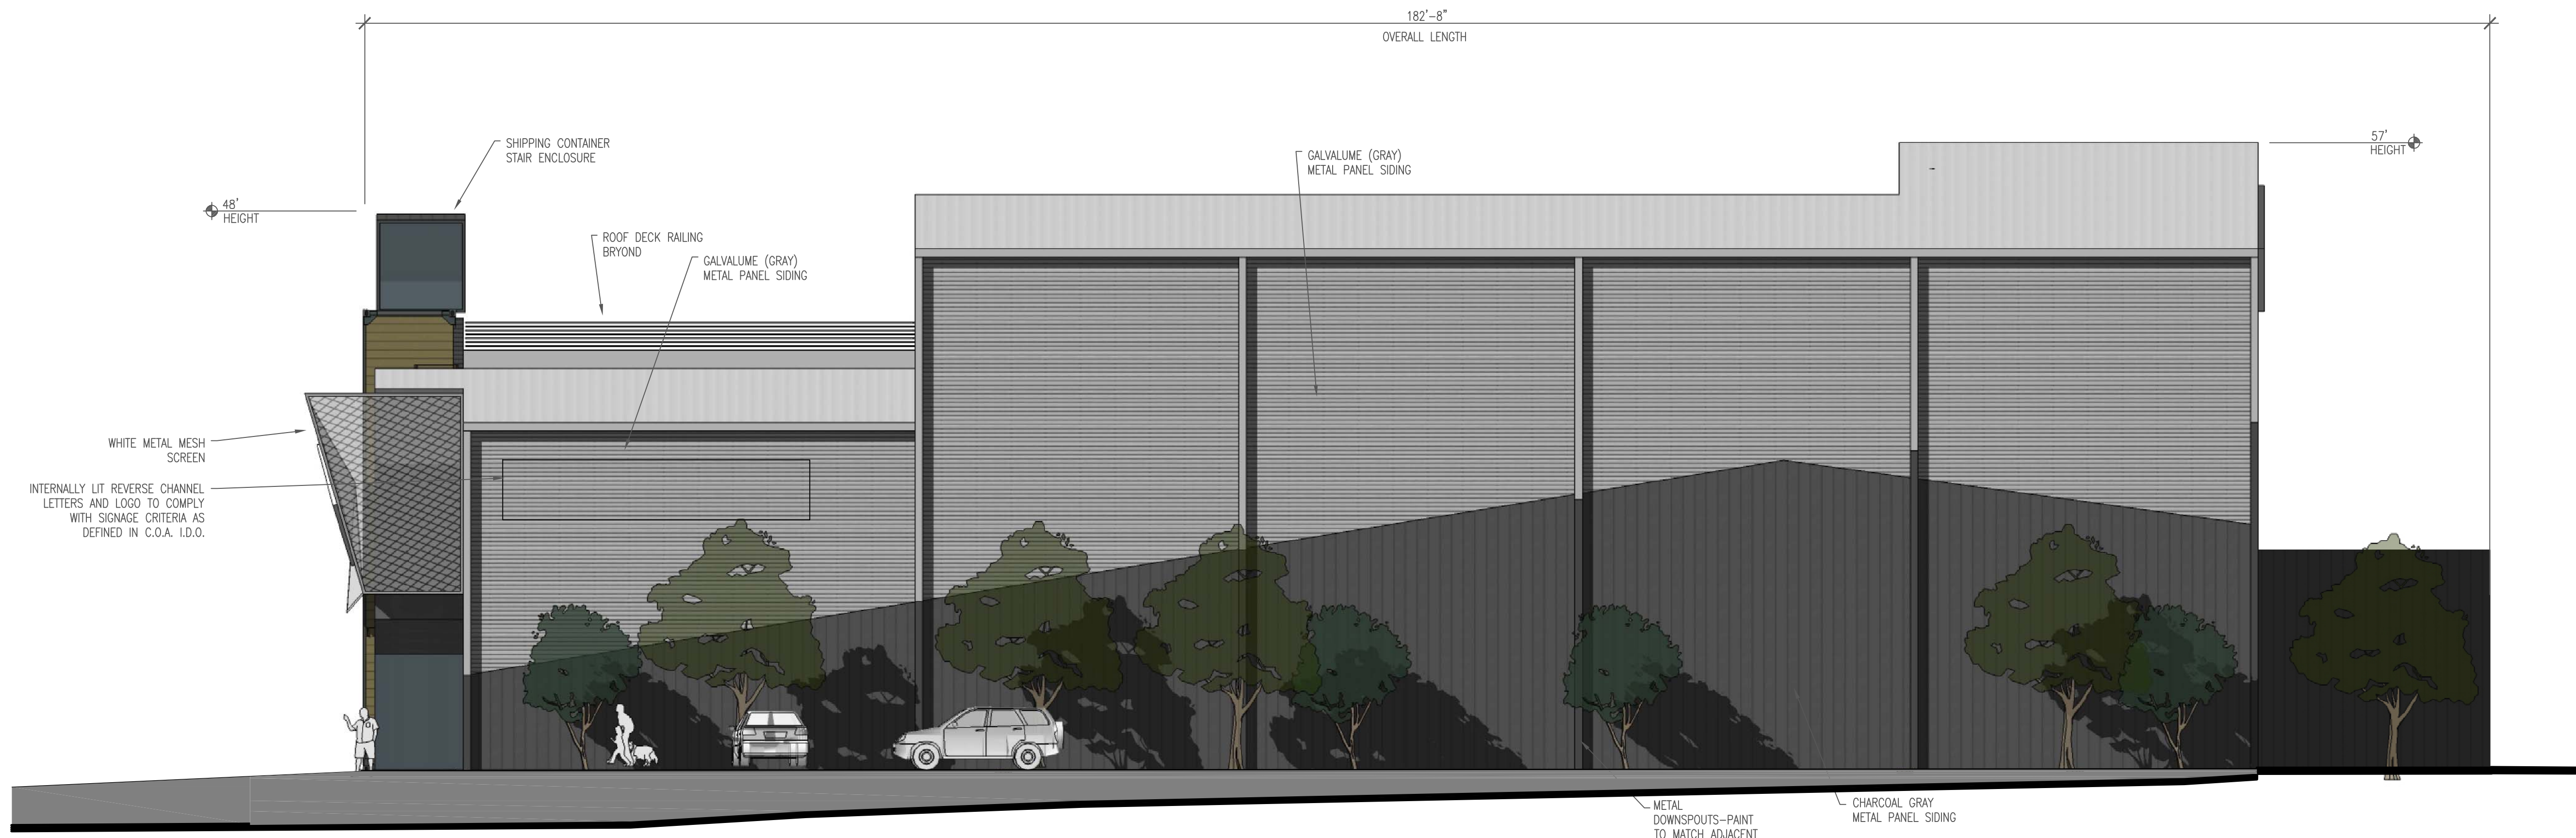 182'-8"
OVERALL LENGTH
SHIPPING CONTAINER
STAIR ENCLOSURE
57'
HEIGHT
GALVALUME (GRAY)
METAL PANEL SIDING
48'
HEIGHT
ROOF DECK RAILING
BRYOND
GALVALUME (GRAY)
METAL PANEL SIDING
WHITE METAL MESH
SCREEN
INTERNALLY LIT REVERSE CHANNEL
LETTERS AND LOGO TO COMPLY
WITH SIGNAGE CRITERIA AS
DEFINED IN C.O.A. I.D.O.
METAL
DOWNSPOUTS-PAINT
TO MATCH ADJACENT
CHARCOAL GRAY
METAL PANEL SIDING